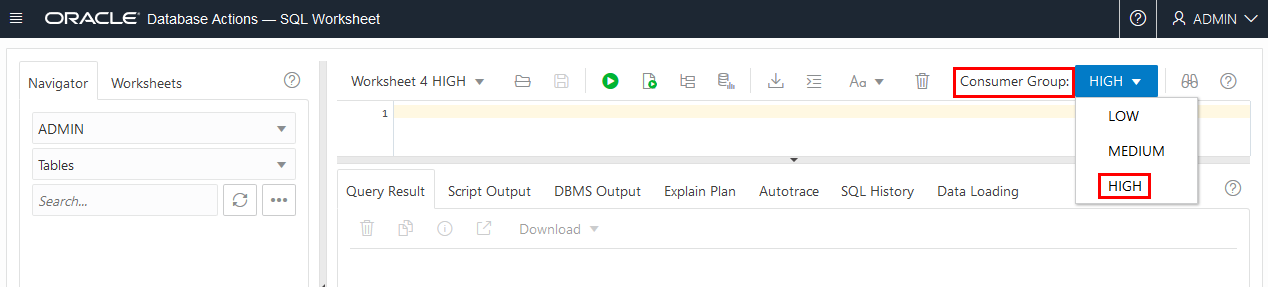 ORACLE Database Actions — SQL Worksheet
ADMIN
Navigator Worksheets
Worksheet 4 HIGH
Aa
Consumer Group: HIGH
LOW
MEDIUM
HIGH
1
ADMIN
Tables
Search...
Query Result Script Output DBMS Output Explain Plan Autotrace SQL History Data Loading
Download